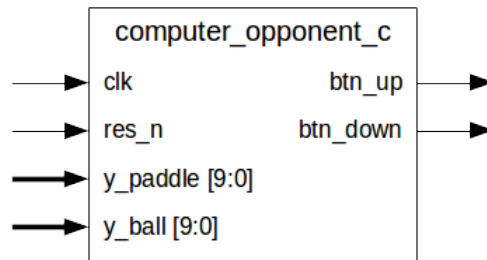 computer_opponent_c
clk btn_up
res_n btn_down
y_paddle [9:0]
y_ball [9:0]